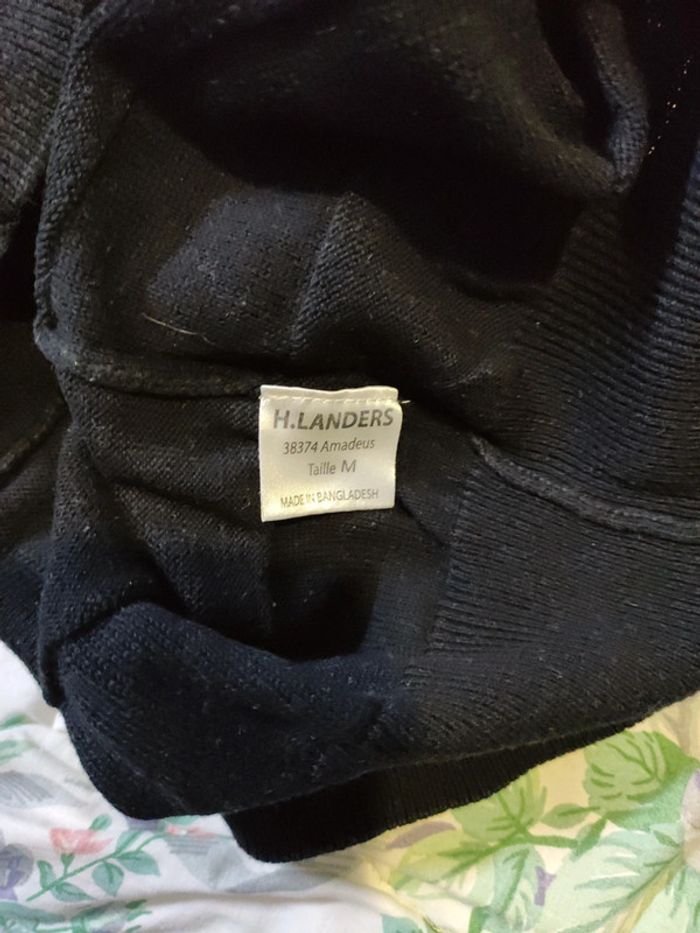 H.LANDERS
38374 Amadeus
Taille M
MADE IN BANGLADESH